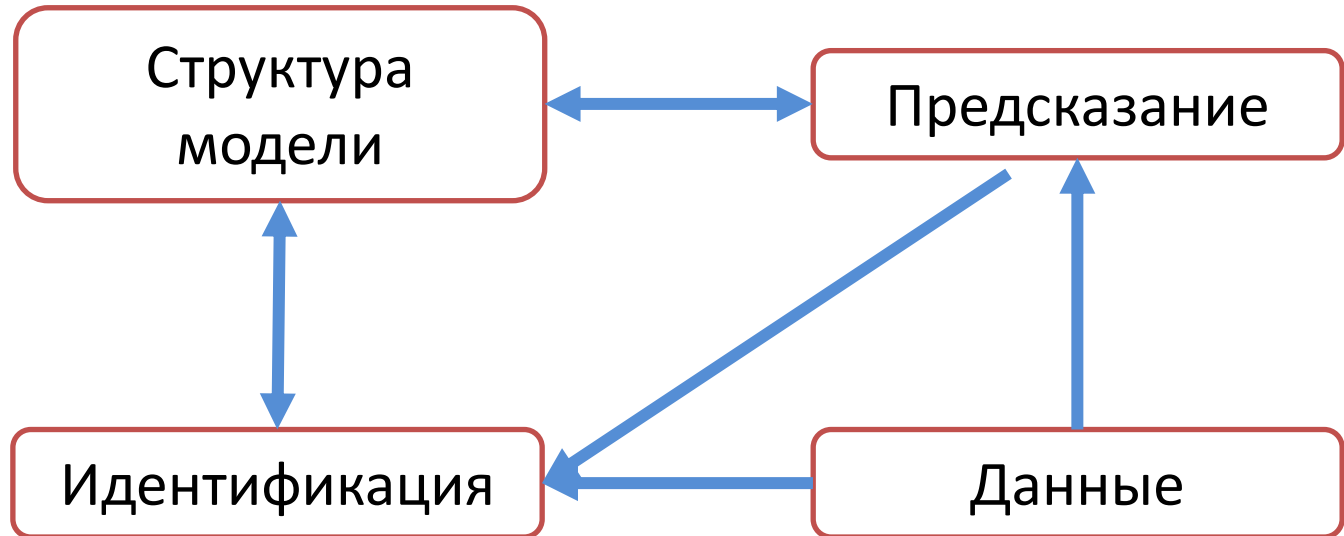 Структура
модели
Предсказание
Идентификация
Данные